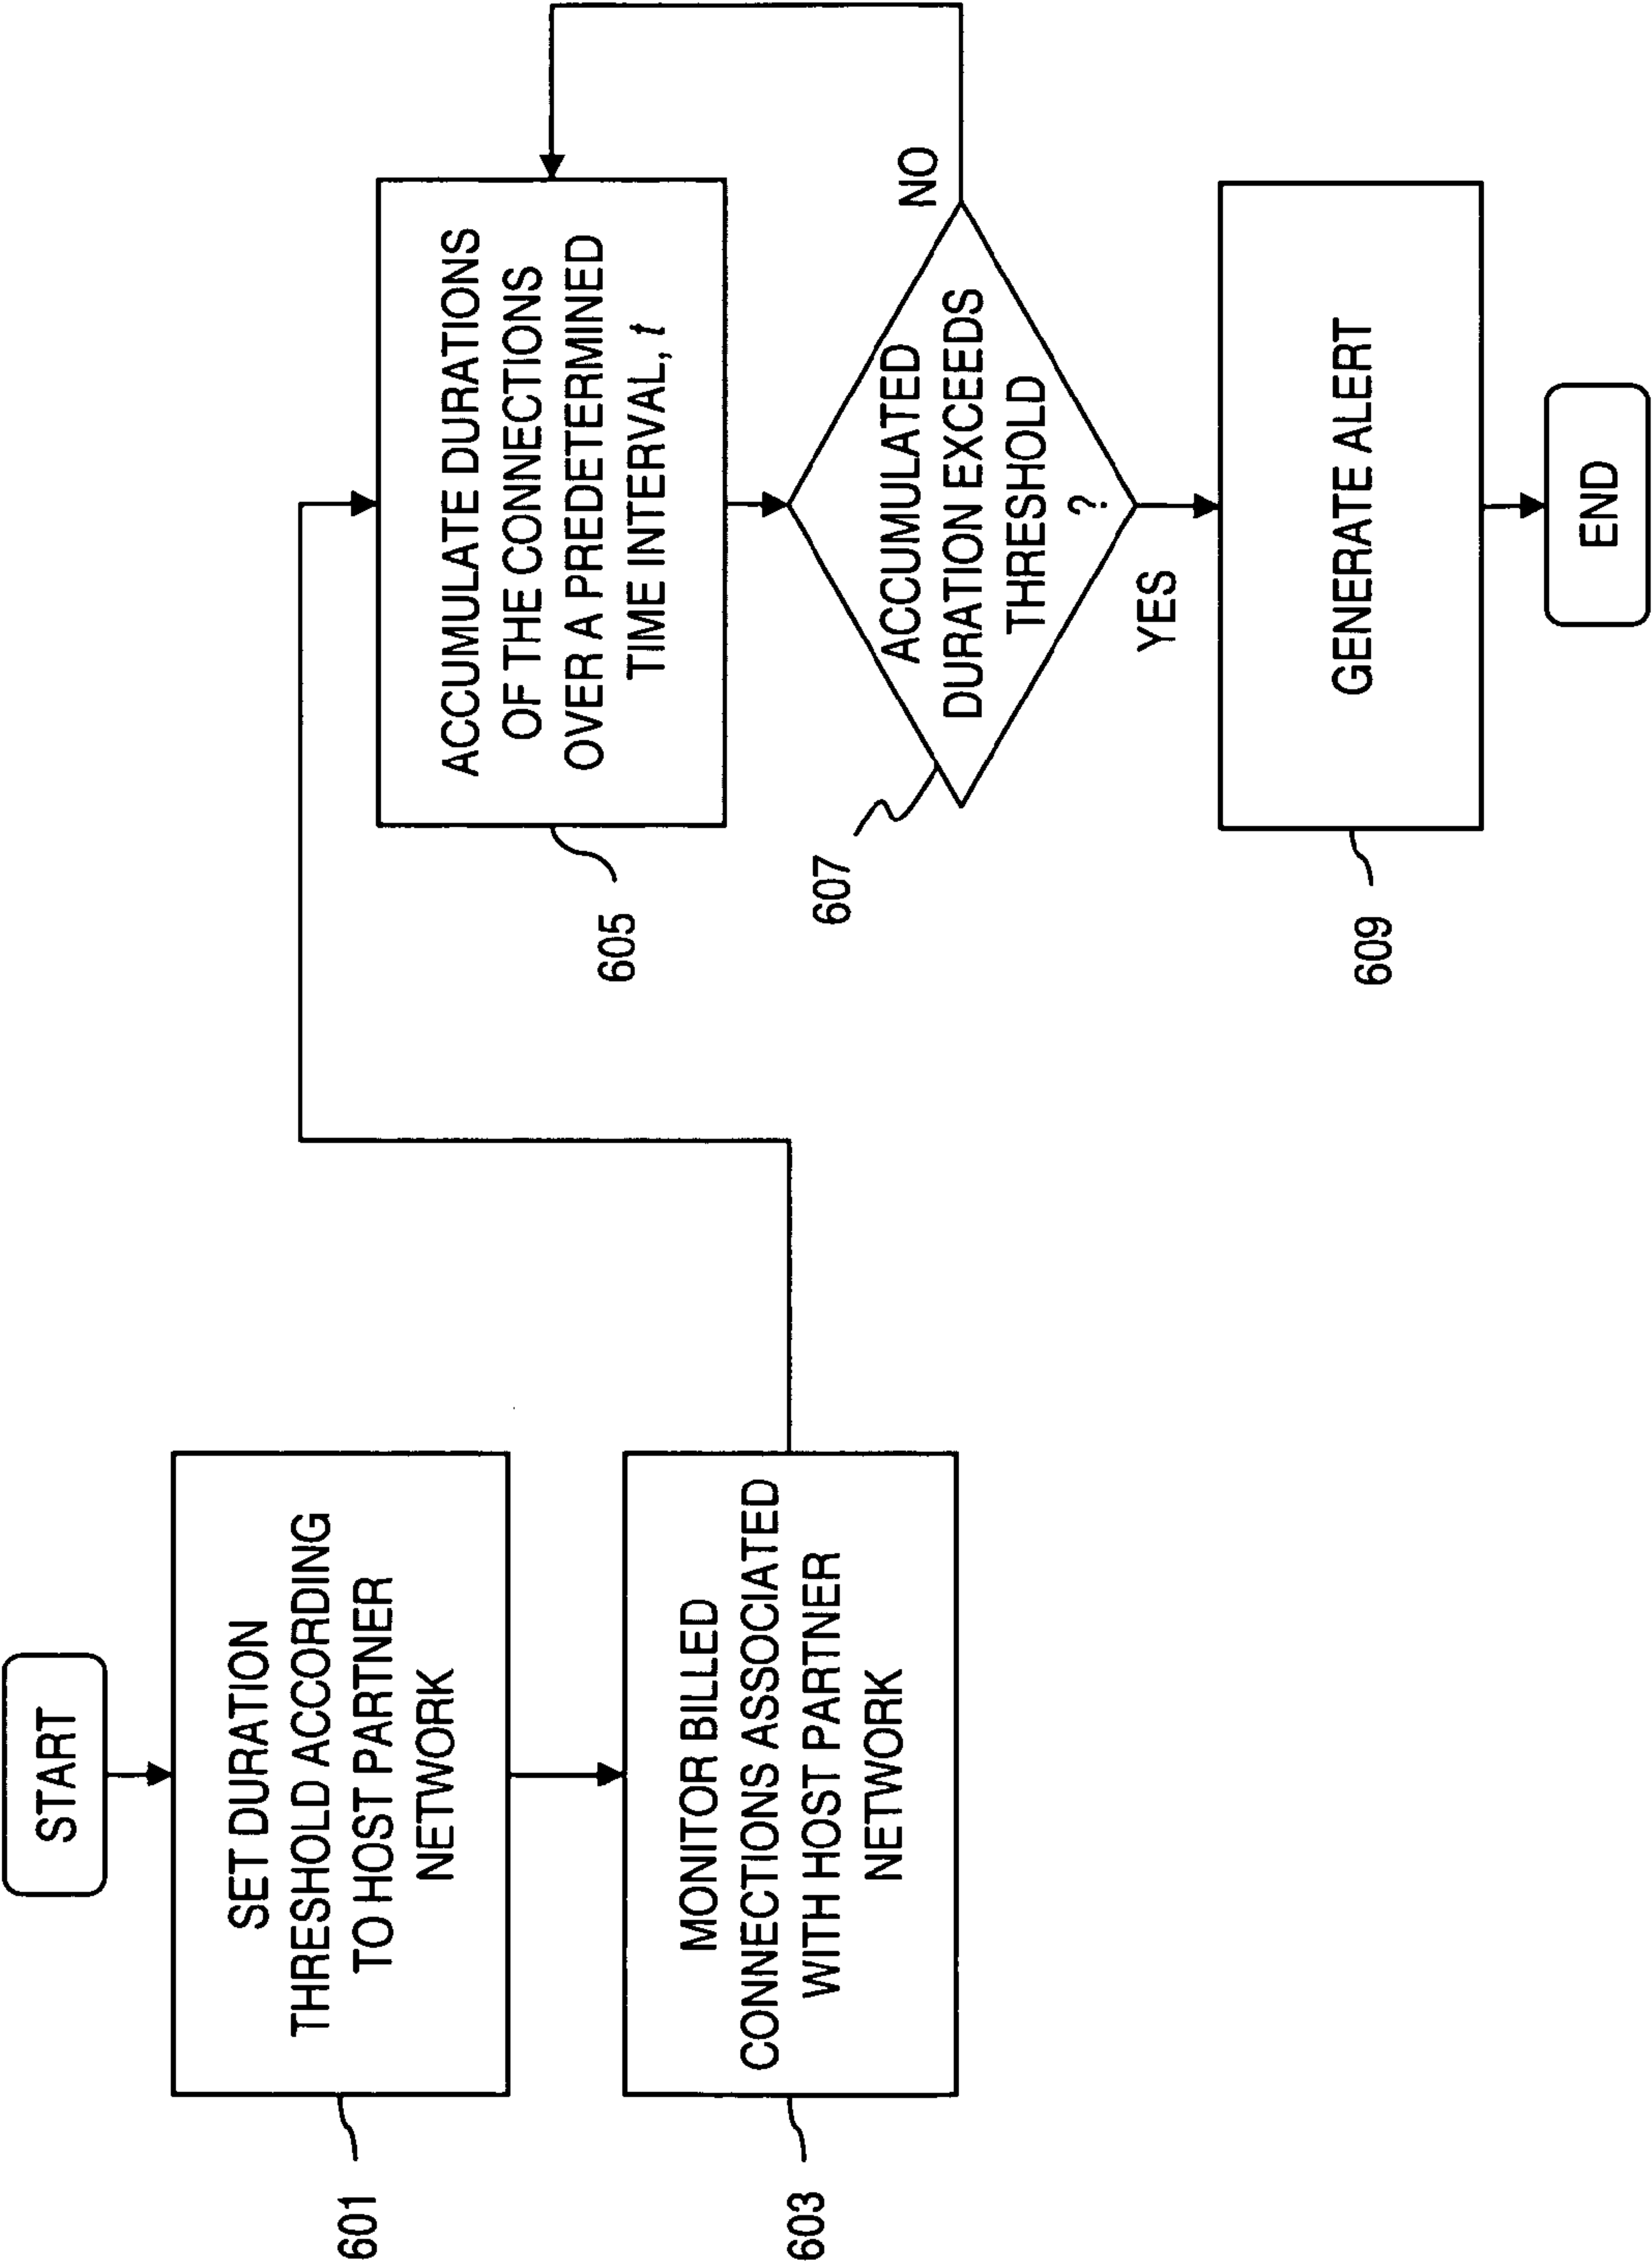 START
SET DURATION
THRESHOLD ACCORDING
TO HOST PARTNER
NETWORK
601
MONITOR BILLED
CONNECTIONS ASSOCIATED
WITH HOST PARTNER
NETWORK
603
ACCUMULATE DURATIONS
OF THE CONNECTIONS
OVER A PREDETERMINED
TIME INTERVAL, t
605
ACCUMULATED
DURATION EXCEEDS
THRESHOLD
?
607
NO
YES
GENERATE ALERT
609
END